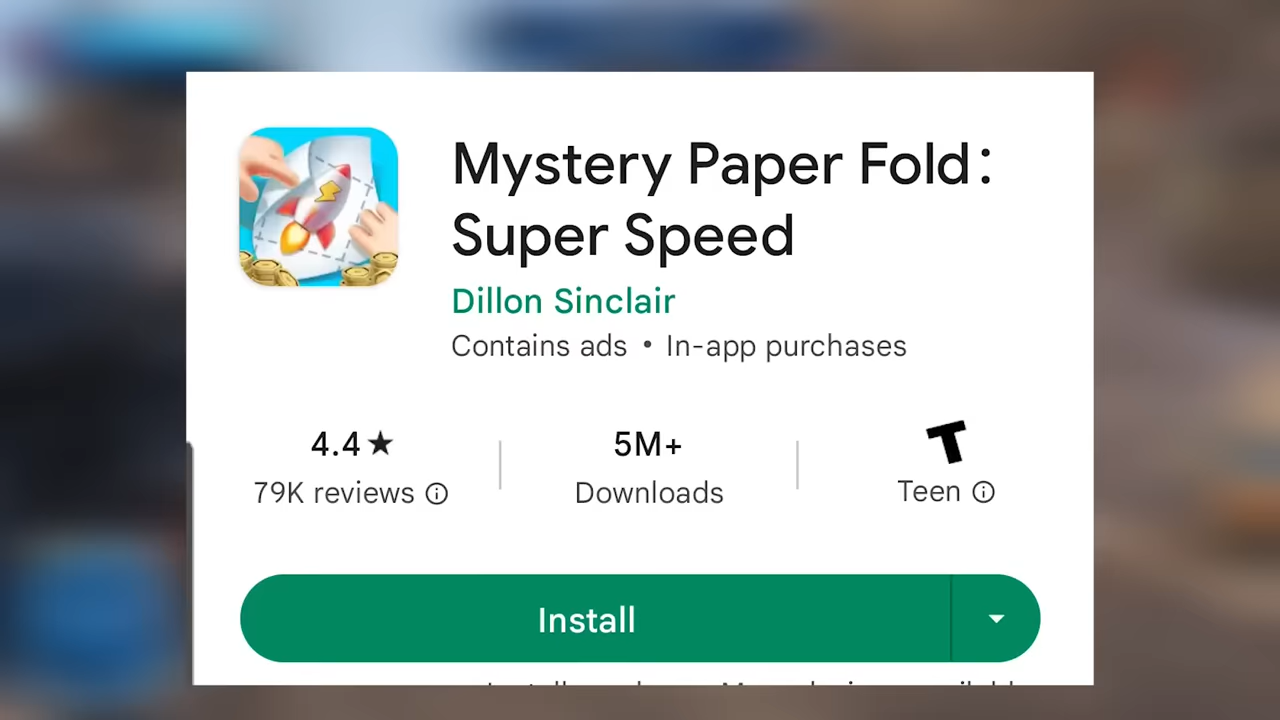 Mystery Paper Fold:
Super Speed
Dillon Sinclair
Contains ads • In-app purchases
4.4★ 5M+ T
79K reviews Downloads Teen
Install